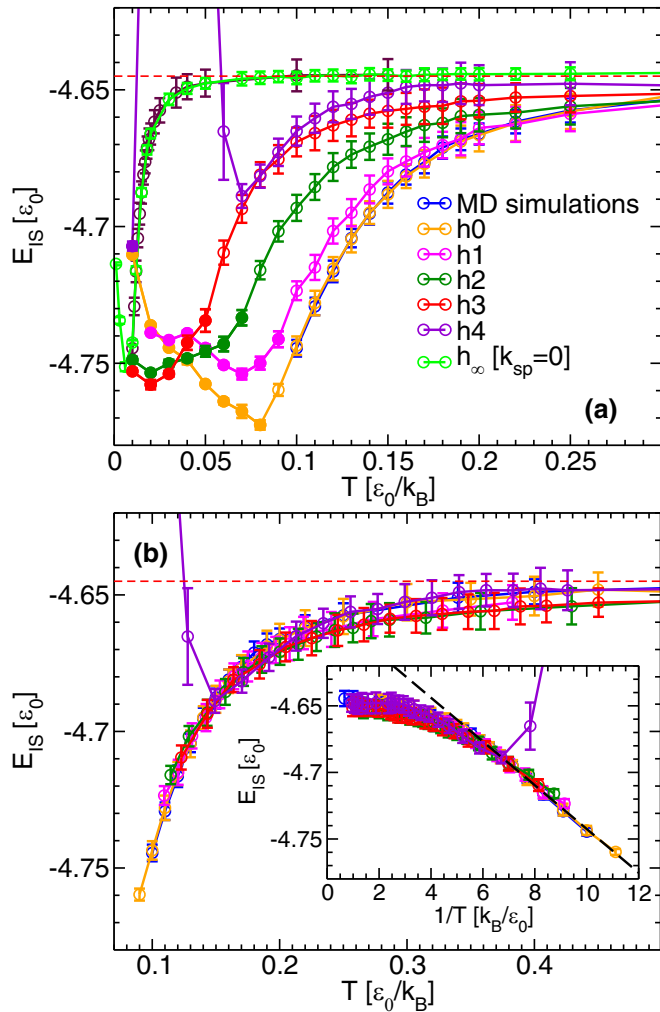 -4.65
-4.7
-4.75
E_IS [ε₀]
MD simulations
h0
h1
h2
h3
h4
h∞ [k_sp=0]
(a)
0 0.05 0.1 0.15 0.2 0.25
T [ε₀/k_B]
(b)
-4.65
-4.7
-4.75
E_IS [ε₀]
-4.65
-4.7
-4.75
E_IS [ε₀]
0 2 4 6 8 10 12
1/T [k_B/ε₀]
0.1 0.2 0.3 0.4
T [ε₀/k_B]